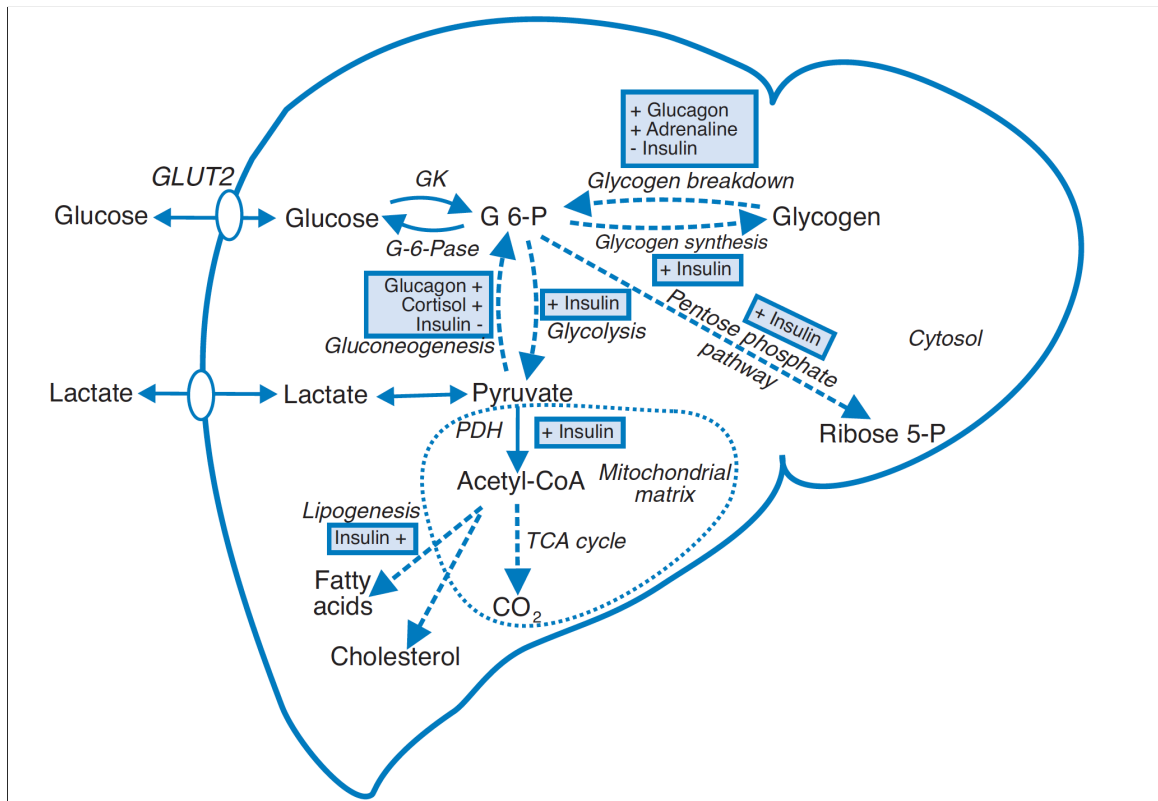 + Glucagon
+ Adrenaline
- Insulin
GLUT2
GK
Glycogen breakdown
Glucose
Glucose
G 6-P
Glycogen
G-6-Pase
Glycogen synthesis
+ Insulin
Glucagon +
Cortisol +
Insulin -
Gluconeogenesis
+ Insulin
Glycolysis
+ Insulin
Pentose phosphate
pathway
Cytosol
Lactate
Lactate
Pyruvate
Ribose 5-P
PDH
+ Insulin
Acetyl-CoA
Mitochondrial
matrix
Lipogenesis
Insulin +
TCA cycle
Fatty
acids
CO2
Cholesterol